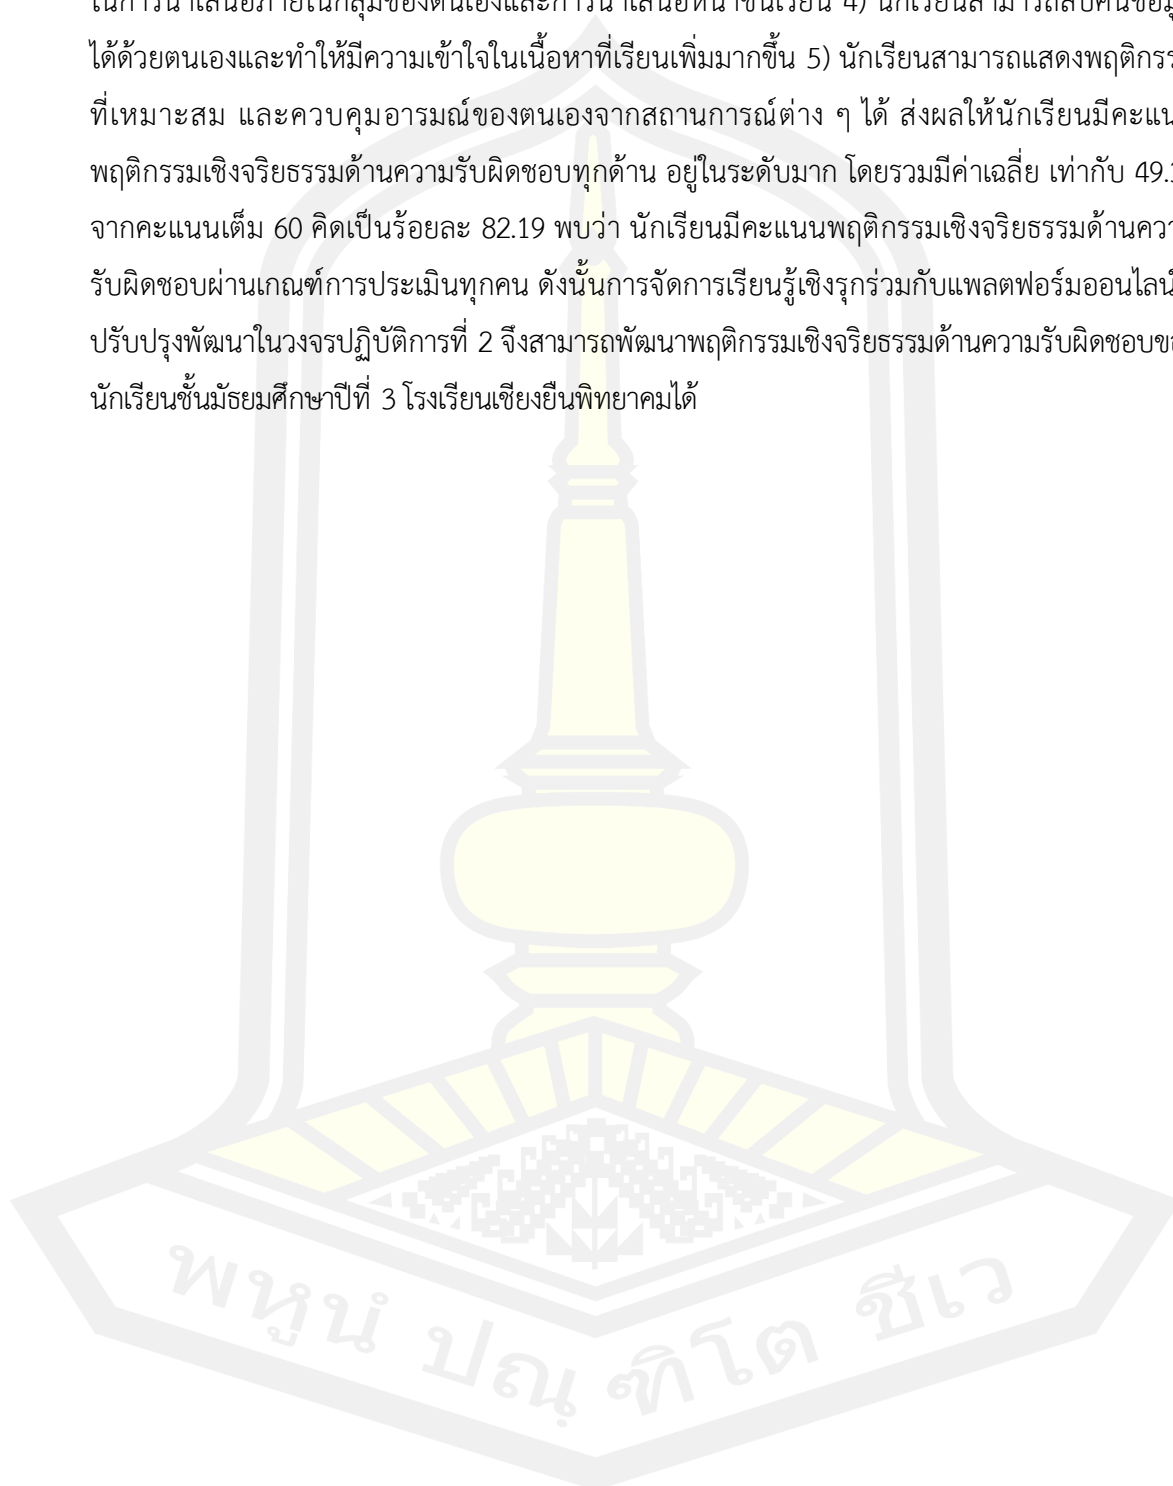 ในการนำเสนอภายในกลุ่มของตนเองและการนำเสนอหน้าชั้นเรียน 4) นักเรียนสามารถสืบค้นข้อมู
ได้ด้วยตนเองและทำให้มีความเข้าใจในเนื้อหาที่เรียนเพิ่มมากขึ้น 5) นักเรียนสามารถแสดงพฤติกรร
ที่เหมาะสม และควบคุมอารมณ์ของตนเองจากสถานการณ์ต่าง ๆ ได้ ส่งผลให้นักเรียนมีคะแน
พฤติกรรมเชิงจริยธรรมด้านความรับผิดชอบทุกด้าน อยู่ในระดับมาก โดยรวมมีค่าเฉลี่ย เท่ากับ 49.
จากคะแนนเต็ม 60 คิดเป็นร้อยละ 82.19 พบว่า นักเรียนมีคะแนนพฤติกรรมเชิงจริยธรรมด้านควา
รับผิดชอบผ่านเกณฑ์การประเมินทุกคน ดังนั้นการจัดการเรียนรู้เชิงรุกร่วมกับแพลตฟอร์มออนไลน์
ปรับปรุงพัฒนาในวงจรปฏิบัติการที่ 2 จึงสามารถพัฒนาพฤติกรรมเชิงจริยธรรมด้านความรับผิดชอบขอ
นักเรียนชั้นมัธยมศึกษาปีที่ 3 โรงเรียนเชียงยืนพิทยาคมได้
พหูนํ ปณฺฑิโต ชีเว